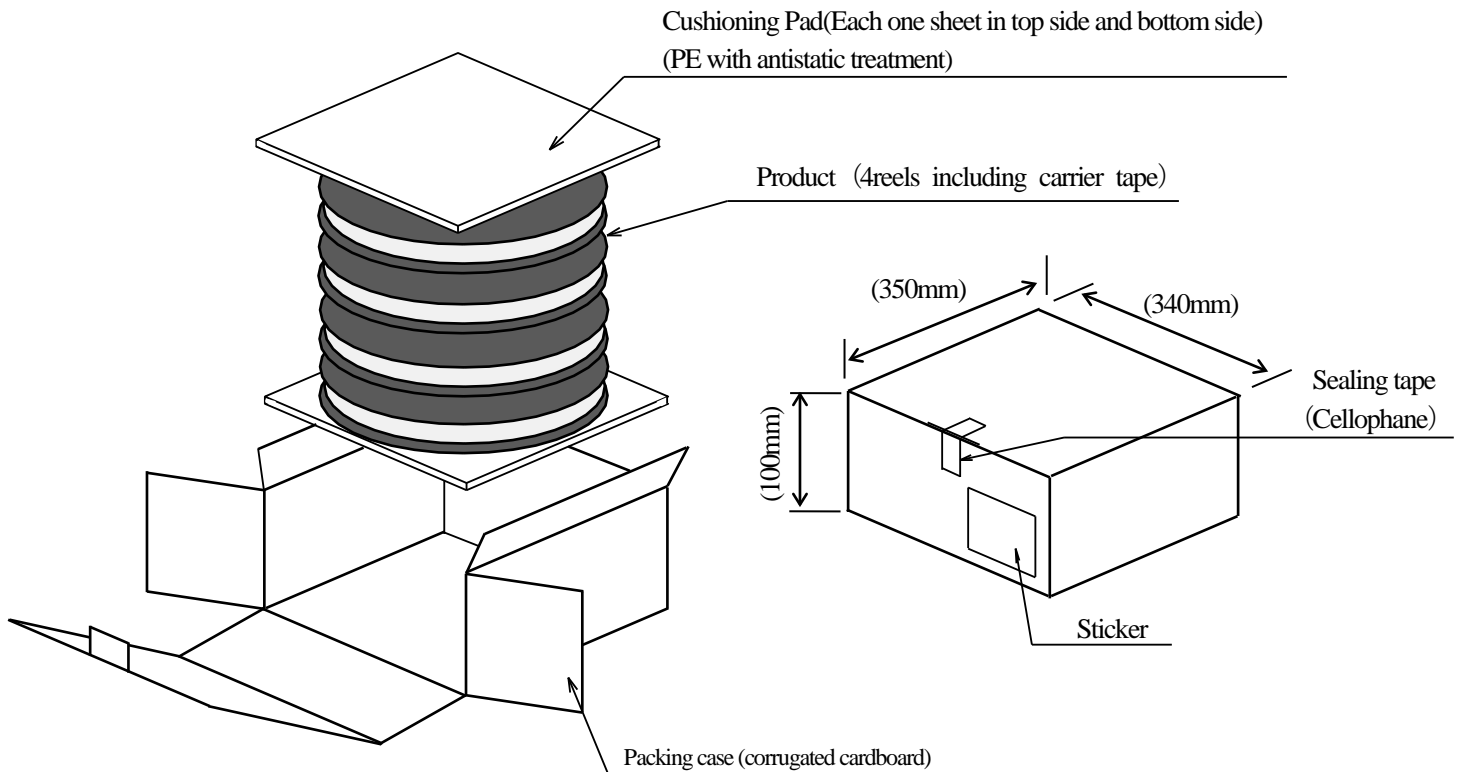 Cushioning Pad(Each one sheet in top side and bottom side)
(PE with antistatic treatment)
Product （4reels including carrier tape）
(350mm)
(340mm)
Sealing tape
（Cellophane）
(100mm)
Sticker
Packing case (corrugated cardboard)